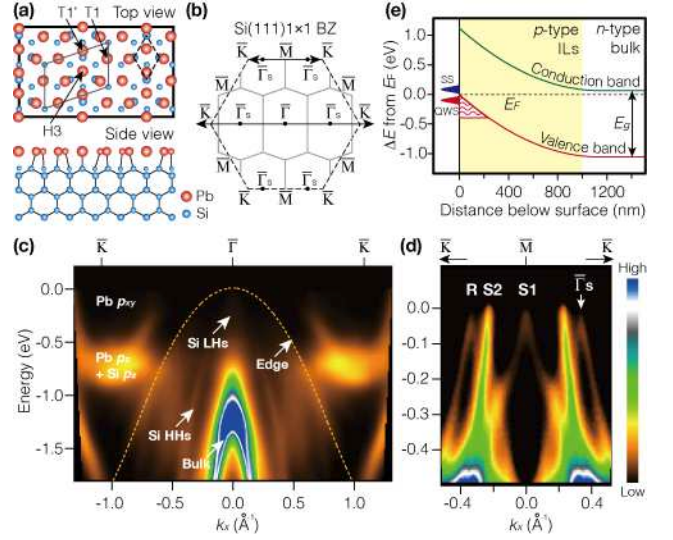 (a) T1' T1 Top view
H3
Side view
Pb
Si
(b) Si(111)1×1 BZ
K̅ M̅ K̅
Γ̅s Γ̅s
K̅ Γ̅s Γ̅ Γ̅s K̅
M̅ M̅
Γ̅s Γ̅s
K̅ M̅ K̅
(e) p-type n-type
ILs bulk
ΔE from EF (eV)
1.0
0.0
-1.0
SS
QWS
Conduction band
EF
Eg
Valence band
0 400 800 1200
Distance below surface (nm)
(c) K̅ Γ̅ K̅
Energy (eV)
0.0
-0.5
-1.0
-1.5
Pb pxy
Si LHs
Pb pz
+ Si pz
Edge
Si HHs
Bulk
-1.0 -0.5 0.0 0.5 1.0
kx (Å⁻¹)
(d) K̅ M̅ K̅
R S2 S1 Γ̅s
-0.0
-0.1
-0.2
-0.3
-0.4
-0.4 0.0 0.4
kx (Å⁻¹)
High
Low